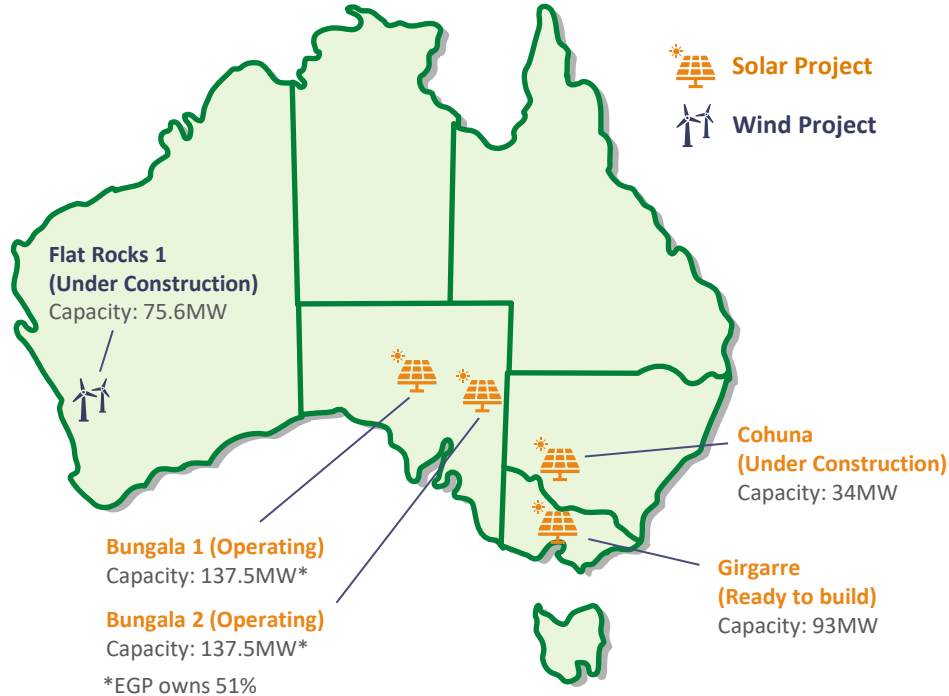 Solar Project
Wind Project
Flat Rocks 1
(Under Construction)
Capacity: 75.6MW
Cohuna
(Under Construction)
Capacity: 34MW
Bungala 1 (Operating)
Capacity: 137.5MW*
Girgarre
(Ready to build)
Capacity: 93MW
Bungala 2 (Operating)
Capacity: 137.5MW*
*EGP owns 51%